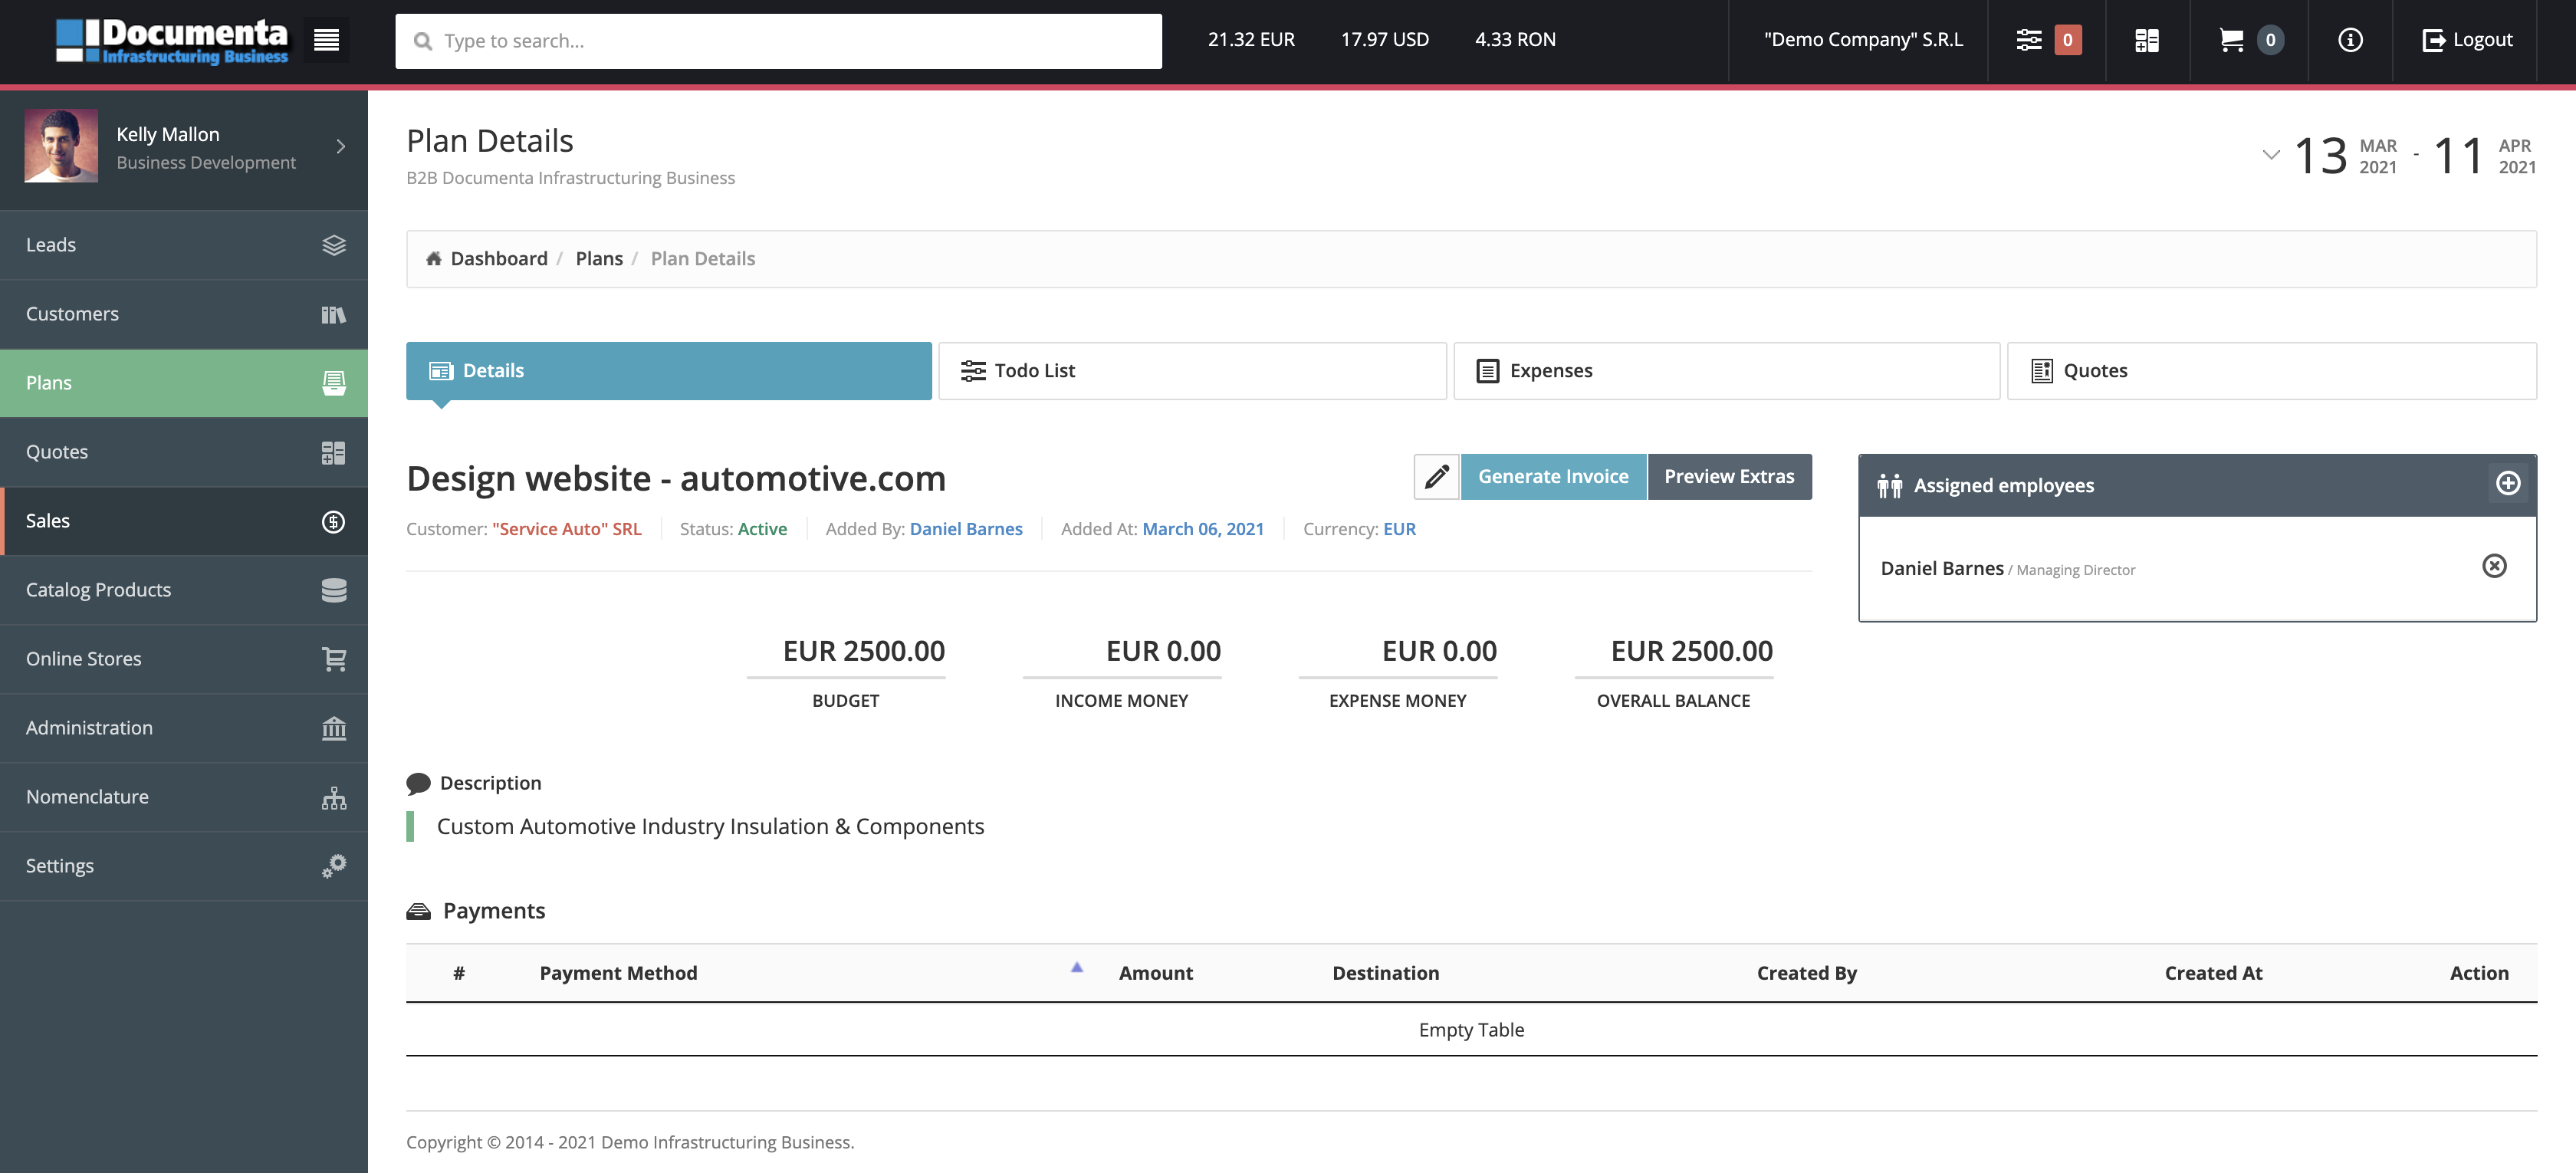 Documenta
Infrastructuring Business
Type to search...
21.32 EUR 17.97 USD 4.33 RON
"Demo Company" S.R.L
0
0
Logout
Kelly Mallon
Business Development
Leads
Customers
Plans
Quotes
Sales
Catalog Products
Online Stores
Administration
Nomenclature
Settings
Plan Details
B2B Documenta Infrastructuring Business
13 MAR 2021 - 11 APR 2021
Dashboard / Plans / Plan Details
Details
Todo List
Expenses
Quotes
Design website - automotive.com
Generate Invoice
Preview Extras
Customer: "Service Auto" SRL Status: Active Added By: Daniel Barnes Added At: March 06, 2021 Currency: EUR
Assigned employees
Daniel Barnes / Managing Director
EUR 2500.00 EUR 0.00 EUR 0.00 EUR 2500.00
BUDGET INCOME MONEY EXPENSE MONEY OVERALL BALANCE
Description
Custom Automotive Industry Insulation & Components
Payments
# Payment Method Amount Destination Created By Created At Action
Empty Table
Copyright © 2014 - 2021 Demo Infrastructuring Business.